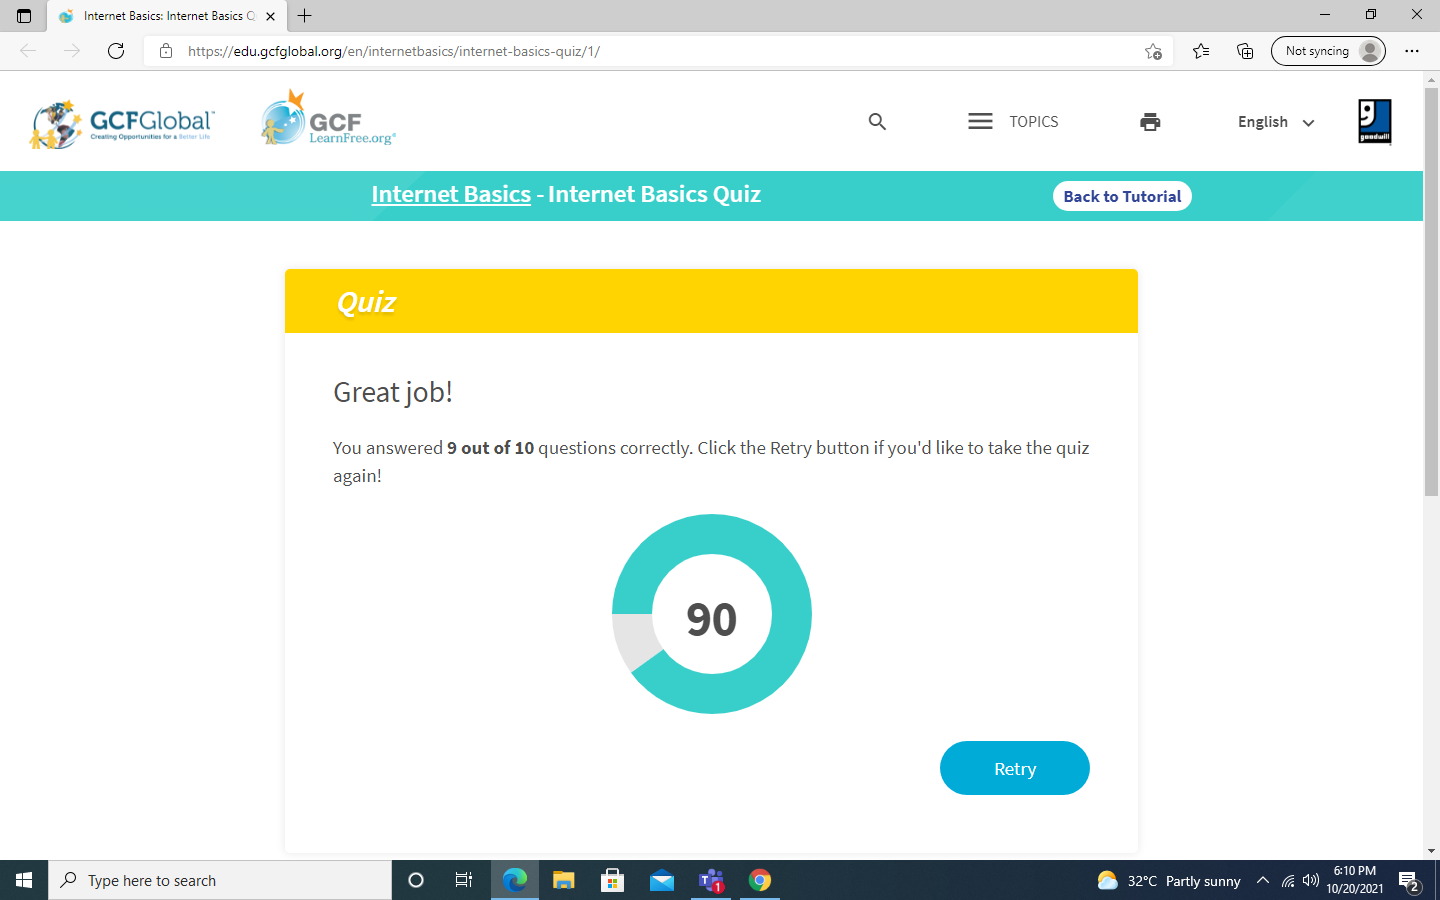 Internet Basics: Internet Basics Q
https://edu.gcfglobal.org/en/internetbasics/internet-basics-quiz/1/
Not syncing
GCFGlobal™
Creating Opportunities for a Better Life
GCF
LearnFree.org®
TOPICS
English
goodwill
Internet Basics - Internet Basics Quiz
Back to Tutorial
Quiz
Great job!
You answered 9 out of 10 questions correctly. Click the Retry button if you'd like to take the quiz
again!
90
Retry
Type here to search
T
1
32°C Partly sunny
6:10 PM
10/20/2021
2